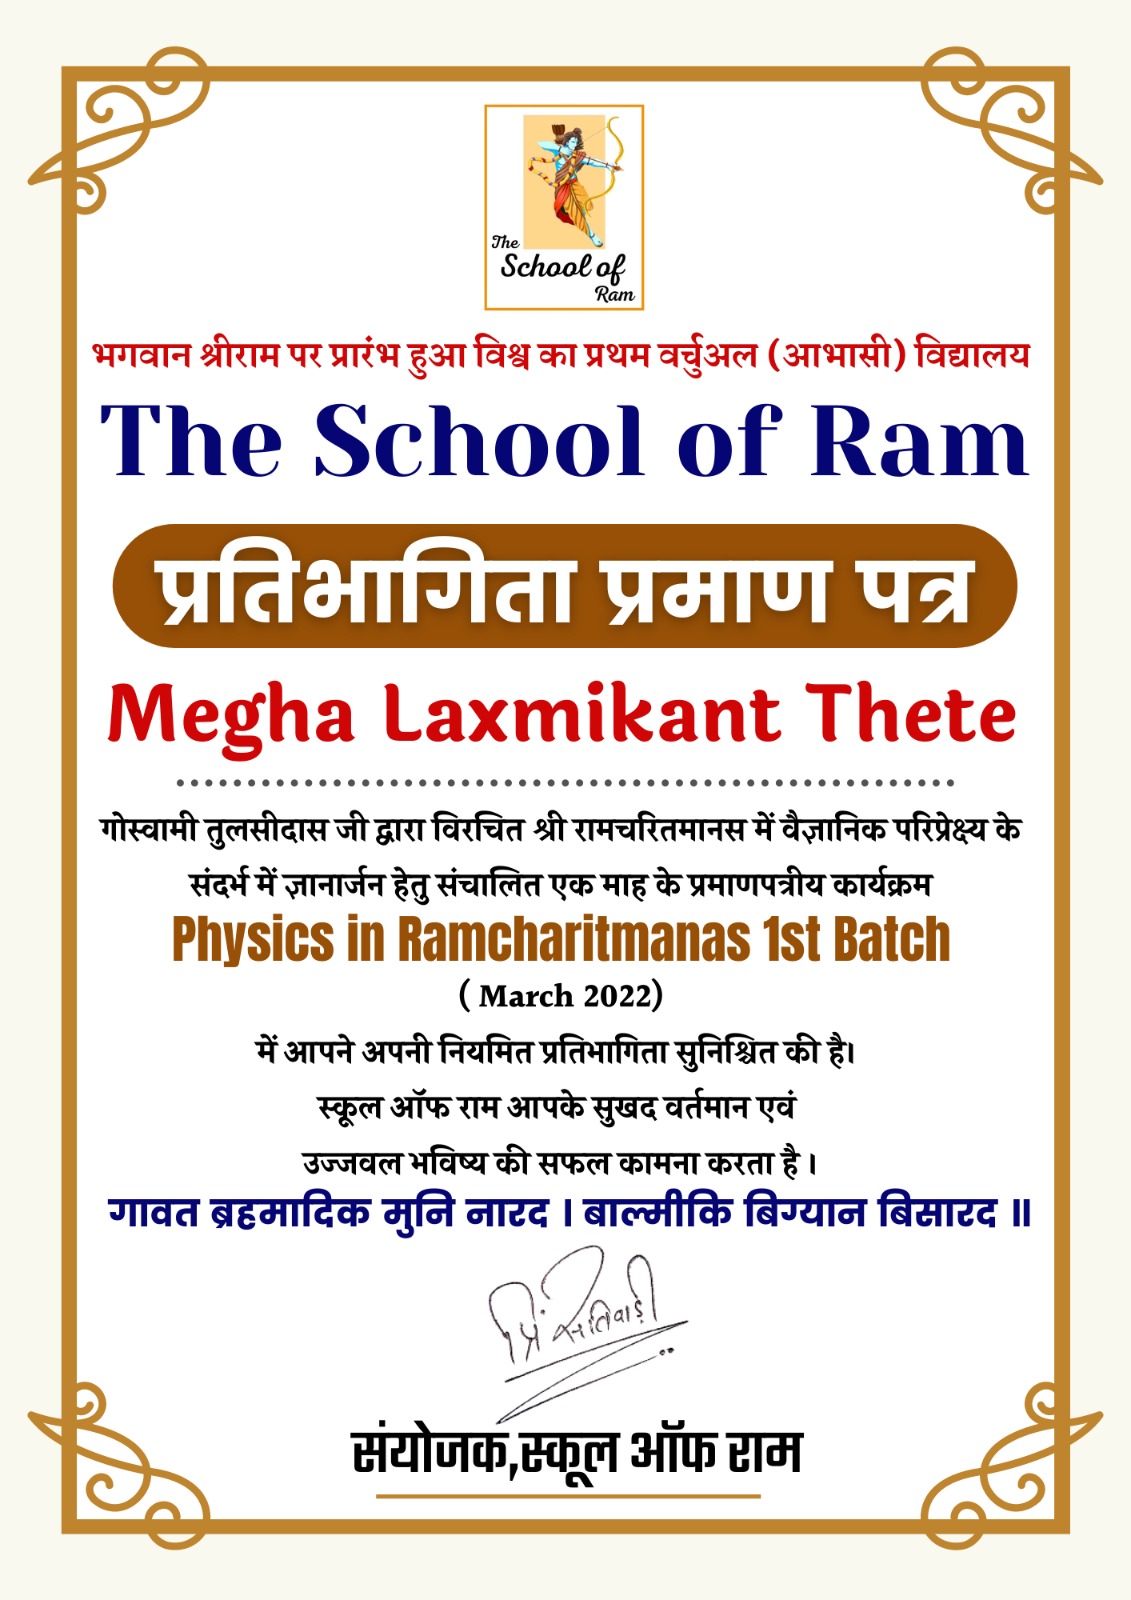 The
School of
Ram
भगवान श्रीराम पर प्रारंभ हुआ विश्व का प्रथम वर्चुअल (आभासी) विद्यालय
The School of Ram
प्रतिभागिता प्रमाण पत्र
Megha Laxmikant Thete
गोस्वामी तुलसीदास जी द्वारा विरचित श्री रामचरितमानस में वैज्ञानिक परिप्रेक्ष्य के
संदर्भ में ज्ञानार्जन हेतु संचालित एक माह के प्रमाणपत्रीय कार्यक्रम
Physics in Ramcharitmanas 1st Batch
( March 2022)
में आपने अपनी नियमित प्रतिभागिता सुनिश्चित की है।
स्कूल ऑफ राम आपके सुखद वर्तमान एवं
उज्जवल भविष्य की सफल कामना करता है ।
गावत ब्रहमादिक मुनि नारद । बाल्मीकि बिग्यान बिसारद ॥
संयोजक,स्कूल ऑफ राम